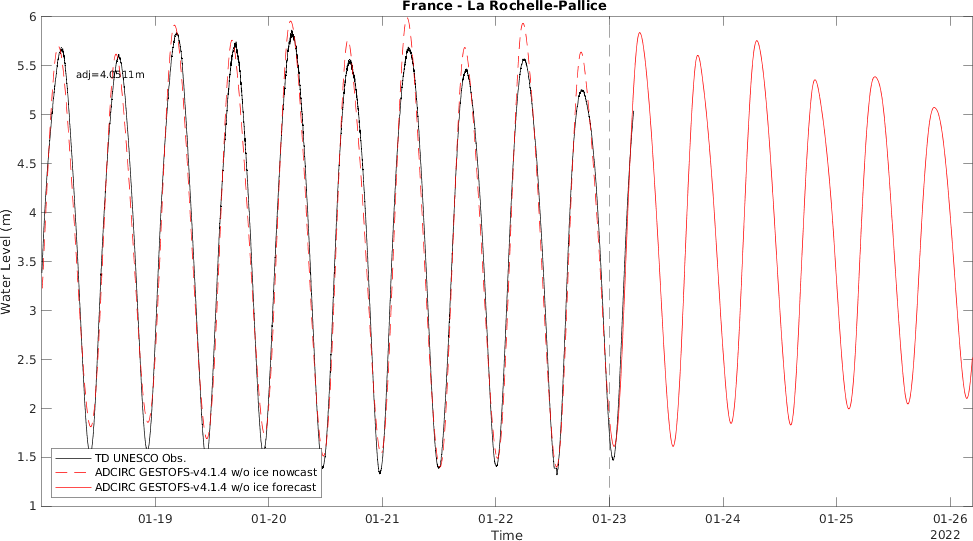 France - La Rochelle-Pallice
6
5.5
5
4.5
4
3.5
3
2.5
2
1.5
1
Water Level (m)
adj=4.0511m
TD UNESCO Obs.
ADCIRC GESTOFS-v4.1.4 w/o ice nowcast
ADCIRC GESTOFS-v4.1.4 w/o ice forecast
01-19 01-20 01-21 01-22 01-23 01-24 01-25 01-26
2022
Time